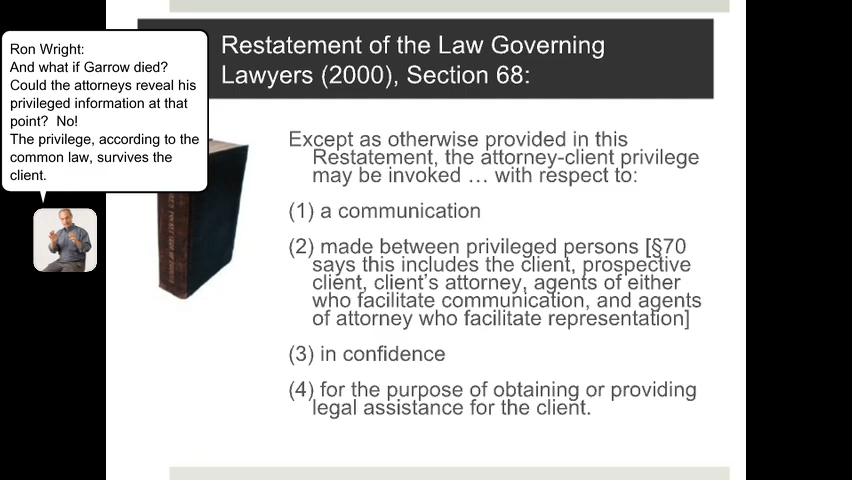 Ron Wright:
And what if Garrow died?
Could the attorneys reveal his
privileged information at that
point?  No!
The privilege, according to the
common law, survives the
client.
Restatement of the Law Governing
Lawyers (2000), Section 68:
Except as otherwise provided in this
Restatement, the attorney-client privilege
may be invoked … with respect to:
(1) a communication
(2) made between privileged persons [§70
says this includes the client, prospective
client, client's attorney, agents of either
who facilitate communication, and agents
of attorney who facilitate representation]
(3) in confidence
(4) for the purpose of obtaining or providing
legal assistance for the client.